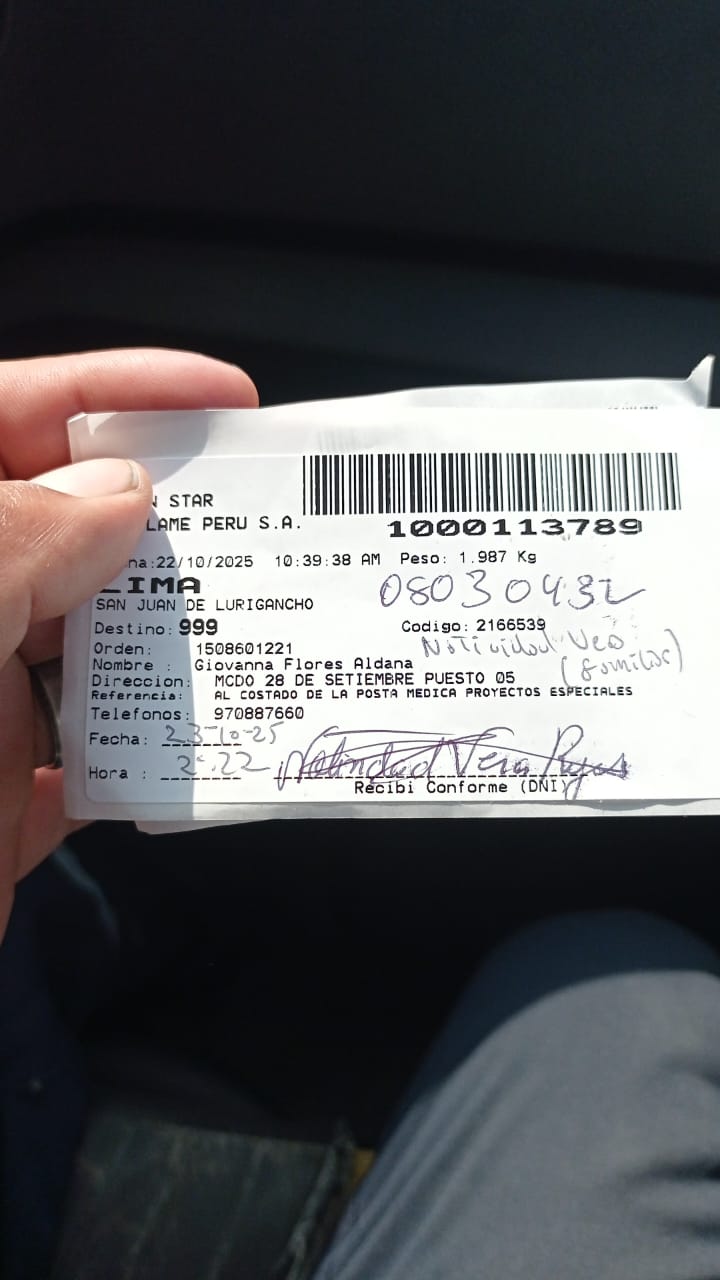 STAR
LAME PERU S.A.
1000113789
na:22/10/2025 10:39:38 AM Peso: 1.987 Kg
LIMA
08030432
SAN JUAN DE LURIGANCHO
Destino: 999 Codigo: 2166539
Orden: 1508601221
Nombre : Giovanna Flores Aldana
(familiar)
Direccion: MCDO 28 DE SETIEMBRE PUESTO 05
Referencia: AL COSTADO DE LA POSTA MEDICA PROYECTOS ESPECIALES
Telefonos: 970887660
Fecha: 23-10-25
Hora : 2:22 Vera
Recibi Conforme (DNI)